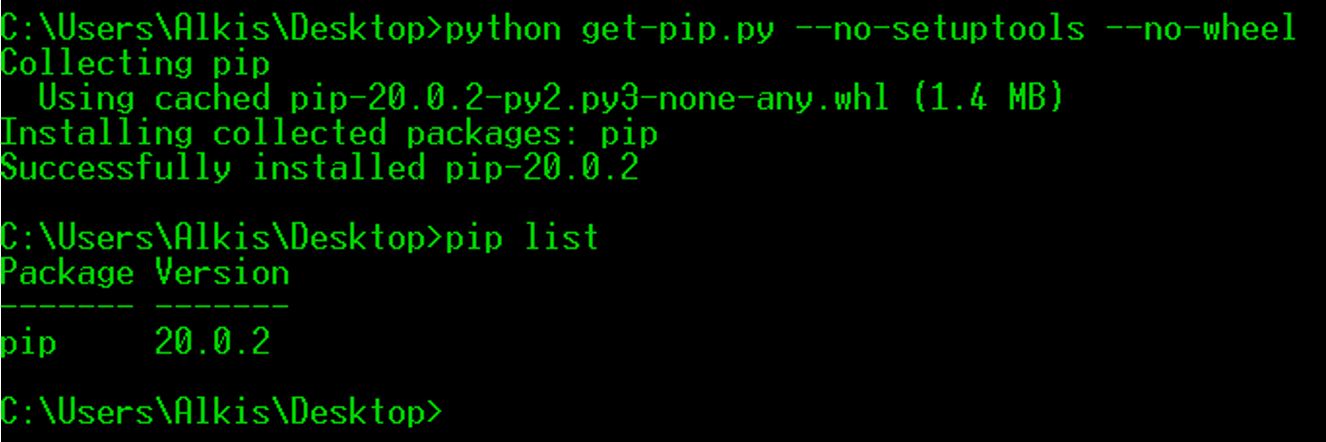 C:\Users\Alkis\Desktop>python get-pip.py --no-setuptools --no-wheel
Collecting pip
  Using cached pip-20.0.2-py2.py3-none-any.whl (1.4 MB)
Installing collected packages: pip
Successfully installed pip-20.0.2
C:\Users\Alkis\Desktop>pip list
Package Version
------- -------
pip     20.0.2
C:\Users\Alkis\Desktop>